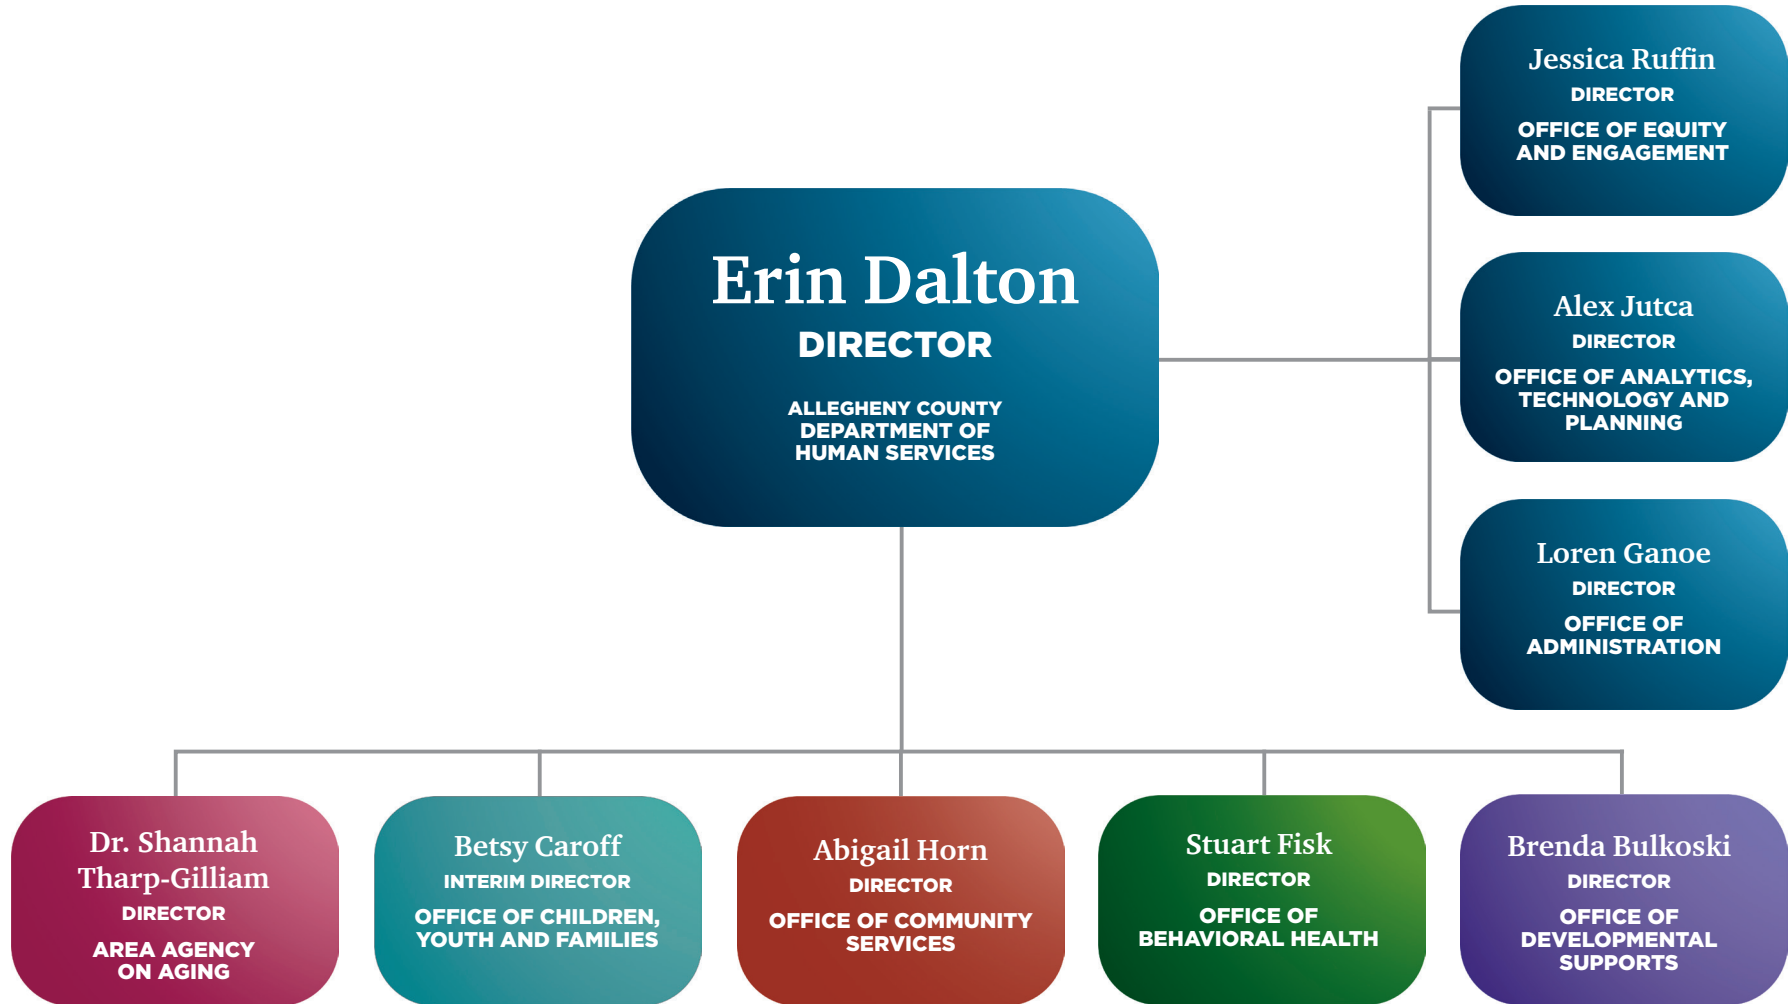 Jessica Ruffin
DIRECTOR
OFFICE OF EQUITY
AND ENGAGEMENT
Erin Dalton
DIRECTOR
ALLEGHENY COUNTY
DEPARTMENT OF
HUMAN SERVICES
Alex Jutca
DIRECTOR
OFFICE OF ANALYTICS,
TECHNOLOGY AND
PLANNING
Loren Ganoe
DIRECTOR
OFFICE OF
ADMINISTRATION
Dr. Shannah
Tharp-Gilliam
DIRECTOR
AREA AGENCY
ON AGING
Betsy Caroff
INTERIM DIRECTOR
OFFICE OF CHILDREN,
YOUTH AND FAMILIES
Abigail Horn
DIRECTOR
OFFICE OF COMMUNITY
SERVICES
Stuart Fisk
DIRECTOR
OFFICE OF
BEHAVIORAL HEALTH
Brenda Bulkoski
DIRECTOR
OFFICE OF
DEVELOPMENTAL
SUPPORTS